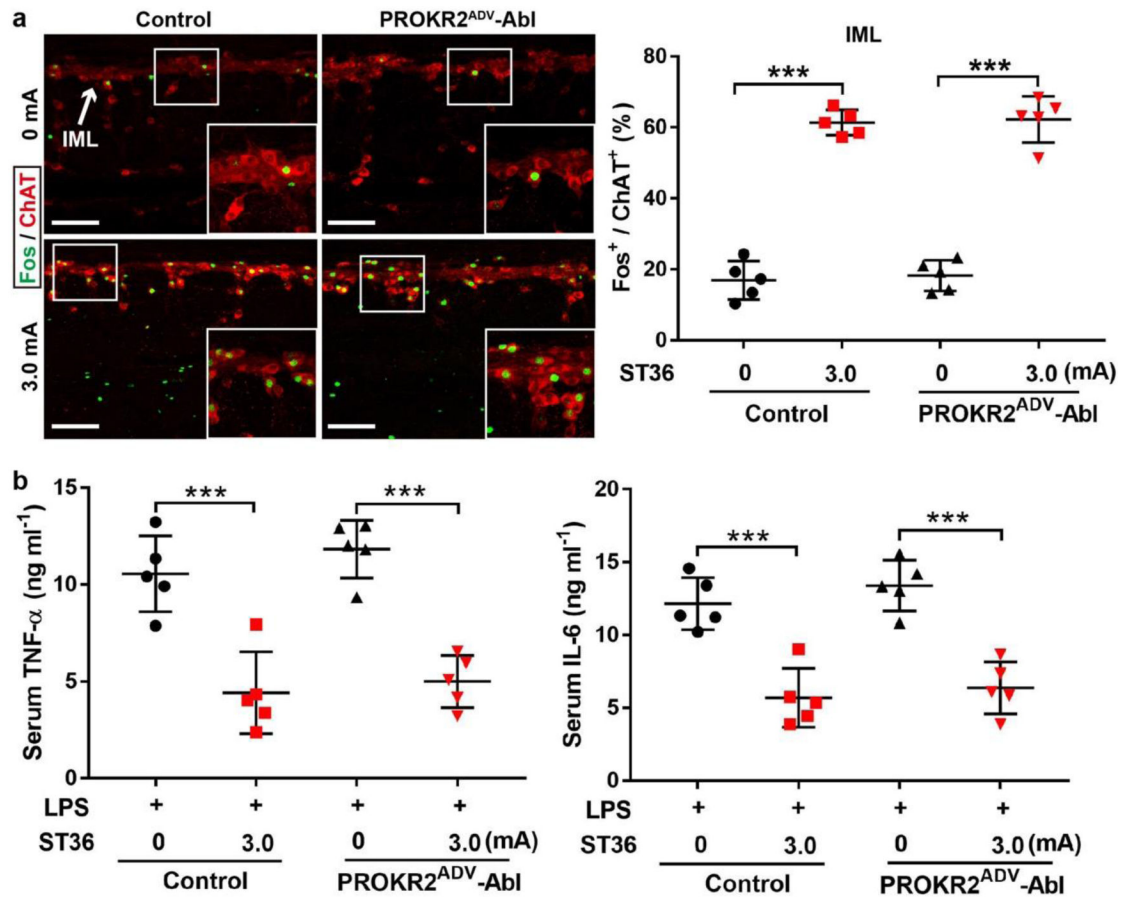 a
Control
PROKR2ADV-Abl
0 mA
IML
Fos / ChAT
3.0 mA
IML
Fos+ / ChAT+ (%)
80
60
40
20
0
***
***
ST36 0 3.0 0 3.0 (mA)
Control PROKR2ADV-Abl
b
Serum TNF-α (ng ml-1)
15
10
5
0
***
***
LPS + + + +
ST36 0 3.0 0 3.0 (mA)
Control PROKR2ADV-Abl
Serum IL-6 (ng ml-1)
20
15
10
5
0
***
***
LPS + + + +
ST36 0 3.0 0 3.0 (mA)
Control PROKR2ADV-Abl